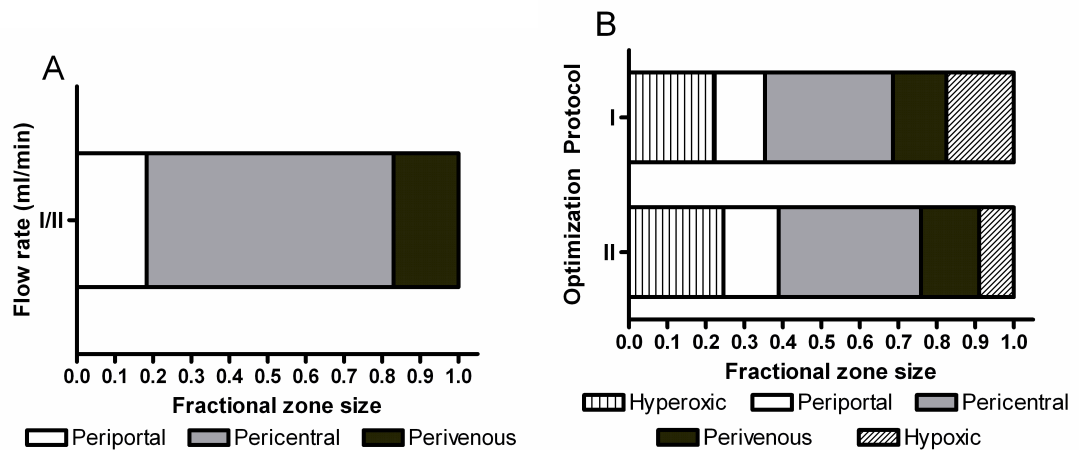 A
Flow rate (ml/min)
I/II
0.0 0.1 0.2 0.3 0.4 0.5 0.6 0.7 0.8 0.9 1.0
Fractional zone size
Periportal Pericentral Perivenous
B
Optimization Protocol
I
II
0.0 0.1 0.2 0.3 0.4 0.5 0.6 0.7 0.8 0.9 1.0
Fractional zone size
Hyperoxic Periportal Pericentral
Perivenous Hypoxic